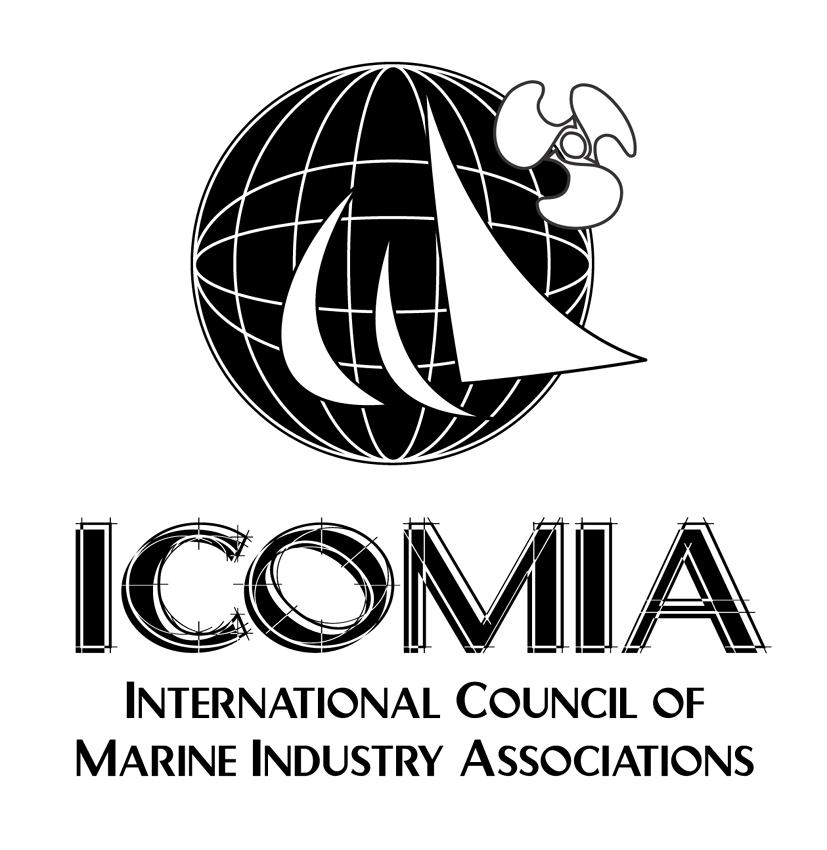 ICOMIA
INTERNATIONAL COUNCIL OF
MARINE INDUSTRY ASSOCIATIONS